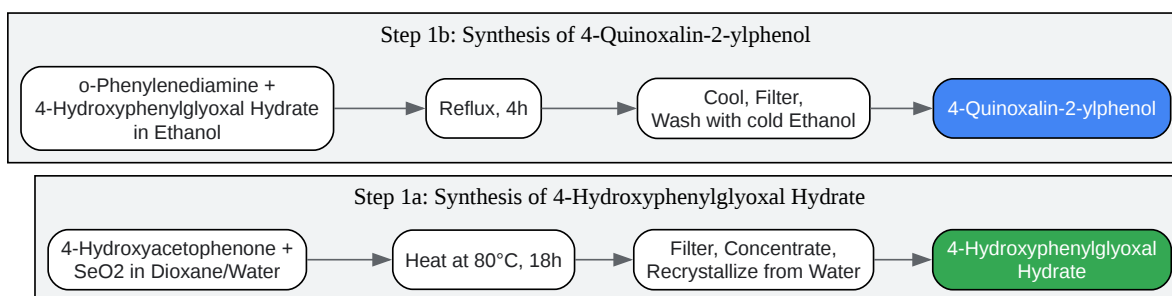 Step 1b: Synthesis of 4-Quinoxalin-2-ylphenol
o-Phenylenediamine +
4-Hydroxyphenylglyoxal Hydrate
in Ethanol
Reflux, 4h
Cool, Filter,
Wash with cold Ethanol
4-Quinoxalin-2-ylphenol
Step 1a: Synthesis of 4-Hydroxyphenylglyoxal Hydrate
4-Hydroxyacetophenone +
SeO2 in Dioxane/Water
Heat at 80°C, 18h
Filter, Concentrate,
Recrystallize from Water
4-Hydroxyphenylglyoxal
Hydrate